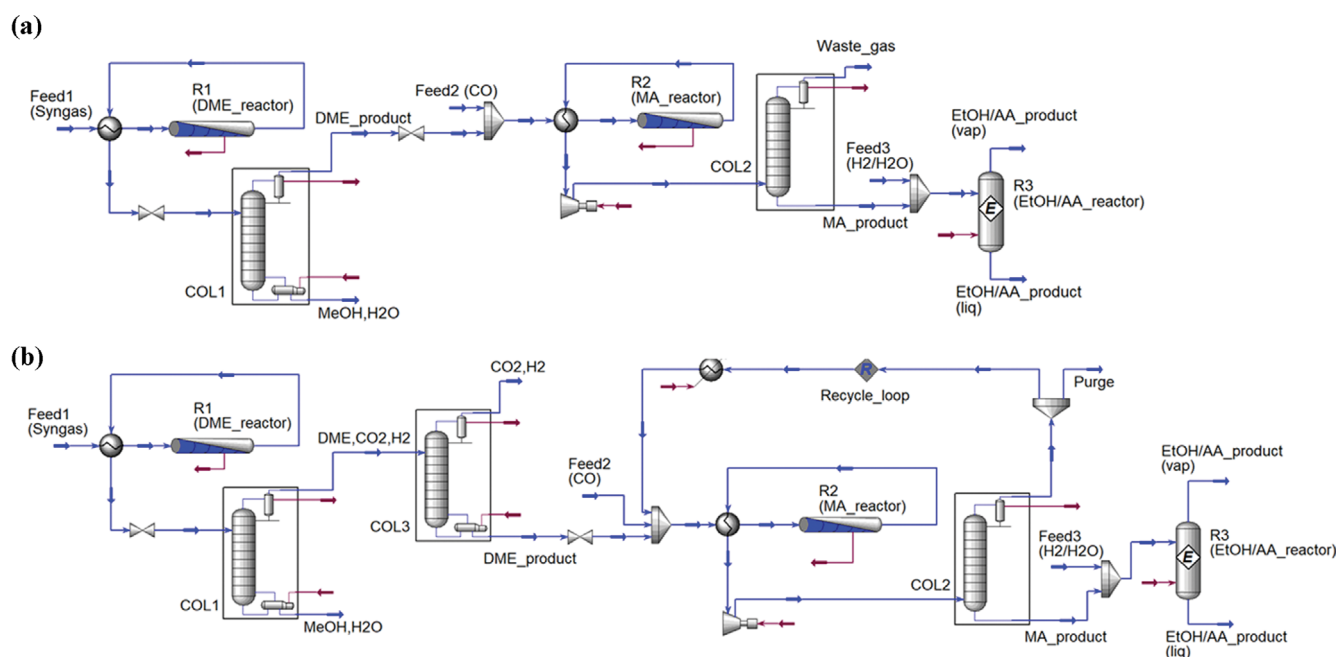 (a)
Waste_gas
Feed1
(Syngas)
R1
(DME_reactor)
Feed2 (CO)
DME_product
R2
(MA_reactor)
EtOH/AA_product
(vap)
COL2
Feed3
(H2/H2O)
R3
(EtOH/AA_reactor)
E
MA_product
COL1
MeOH,H2O
EtOH/AA_product
(liq)
(b)
CO2,H2
R
Recycle_loop
Purge
Feed1
(Syngas)
R1
(DME_reactor)
DME,CO2,H2
Feed2
(CO)
R2
(MA_reactor)
EtOH/AA_product
(vap)
COL3
DME_product
Feed3
(H2/H2O)
R3
(EtOH/AA_reactor)
E
COL1
MeOH,H2O
COL2
MA_product
EtOH/AA_product
(liq)